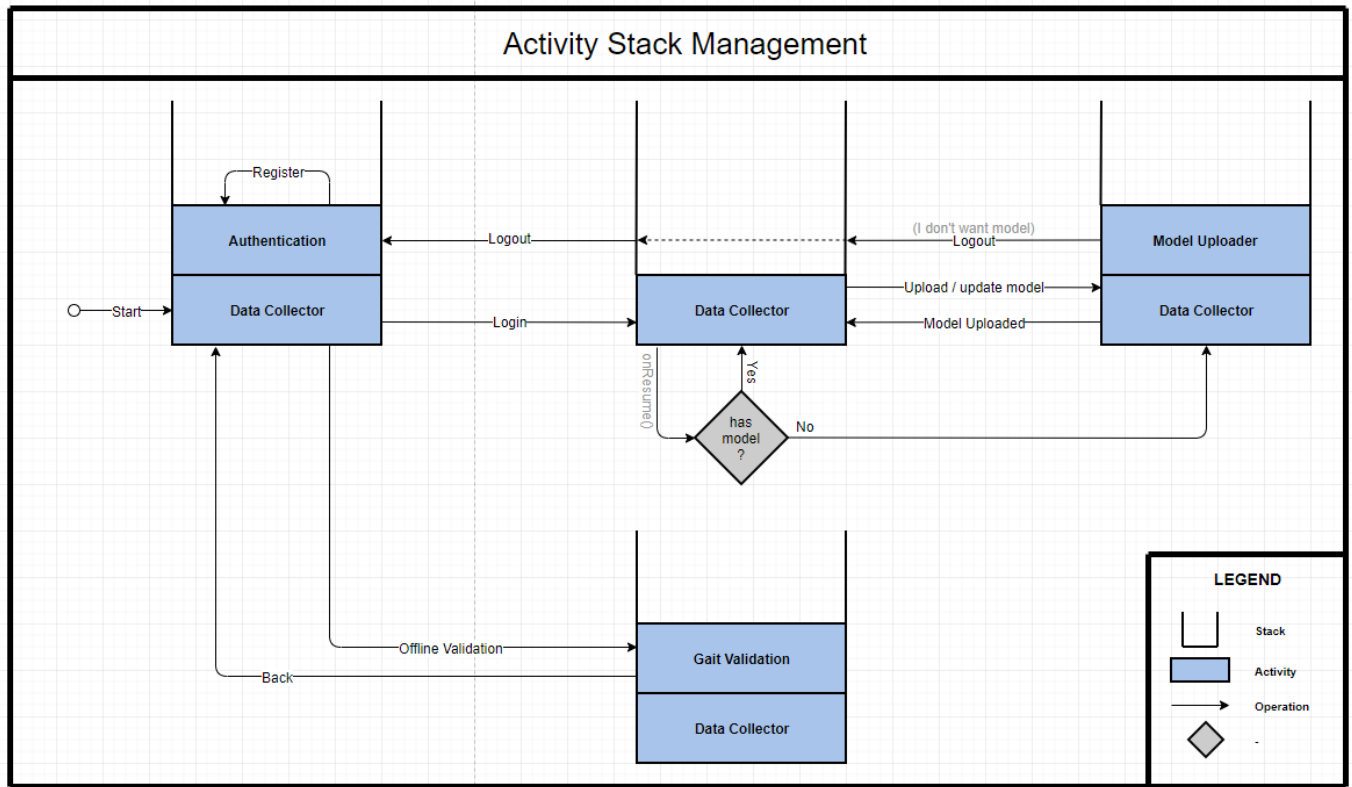 Activity Stack Management
Register
Authentication
Logout
(I don't want model)
Logout
Model Uploader
Start
Data Collector
Login
Data Collector
Upload / update model
Model Uploaded
Data Collector
onResume()
Yes
has
model
?
No
Offline Validation
Back
Gait Validation
Data Collector
LEGEND
Stack
Activity
Operation
-